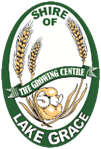 SHIRE OF
THE GROWING CENTRE
LAKE GRACE